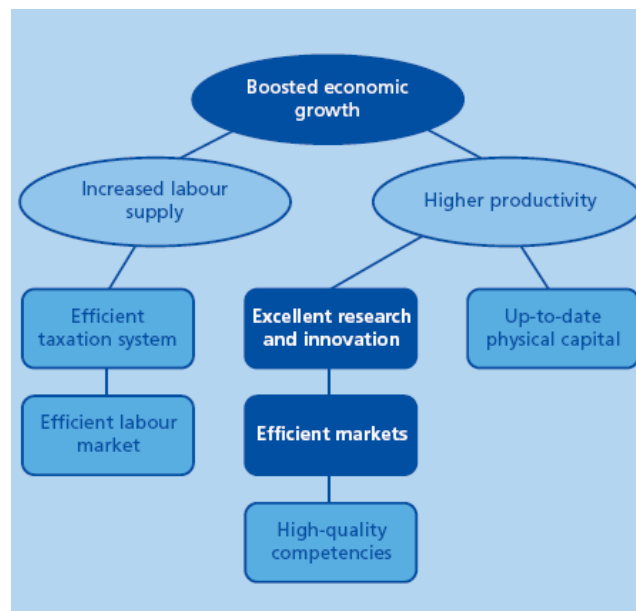 Boosted economic
growth
Increased labour
supply
Higher productivity
Efficient
taxation system
Excellent research
and innovation
Up-to-date
physical capital
Efficient labour
market
Efficient markets
High-quality
competencies